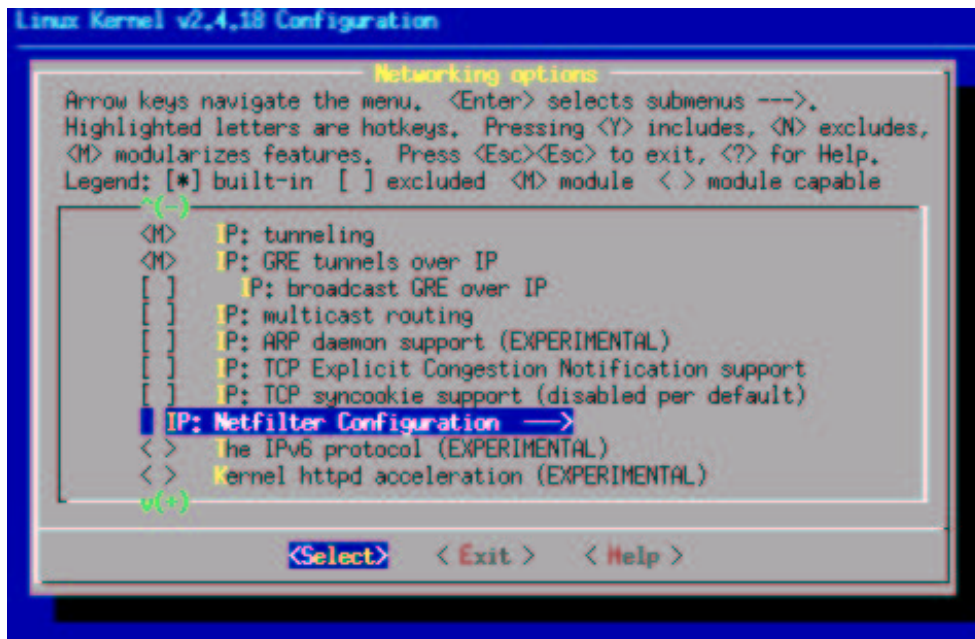 Linux Kernel v2.4.18 Configuration
Networking options
Arrow keys navigate the menu. <Enter> selects submenus --->.
Highlighted letters are hotkeys. Pressing <Y> includes, <N> excludes,
<M> modularizes features. Press <Esc><Esc> to exit, <?> for Help.
Legend: [*] built-in [ ] excluded <M> module < > module capable
^(-)
<M> IP: tunneling
<M> IP: GRE tunnels over IP
[ ] IP: broadcast GRE over IP
[ ] IP: multicast routing
[ ] IP: ARP daemon support (EXPERIMENTAL)
[ ] IP: TCP Explicit Congestion Notification support
[ ] IP: TCP syncookie support (disabled per default)
IP: Netfilter Configuration --->
< > The IPv6 protocol (EXPERIMENTAL)
< > Kernel httpd acceleration (EXPERIMENTAL)
v(+)
<Select> < Exit > < Help >